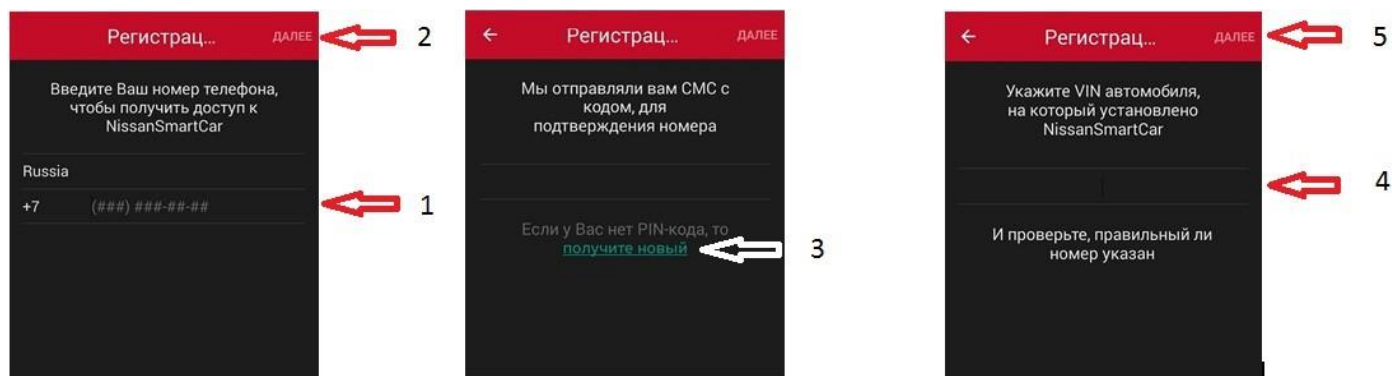 Регистрац...
ДАЛЕЕ
2
Введите Ваш номер телефона,
чтобы получить доступ к
NissanSmartCar
Russia
+7 (###) ###-##-##
1
Регистрац...
ДАЛЕЕ
Мы отправляли вам СМС с
кодом, для
подтверждения номера
Если у Вас нет PIN-кода, то
получите новый
3
Регистрац...
ДАЛЕЕ
5
Укажите VIN автомобиля,
на который установлено
NissanSmartCar
4
И проверьте, правильный ли
номер указан